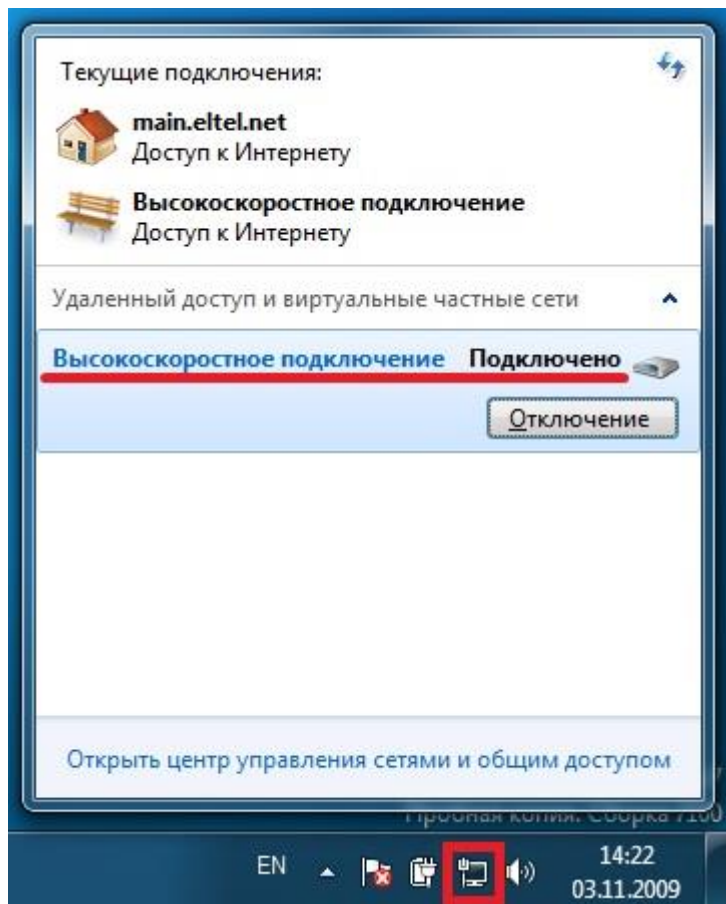 Текущие подключения:
main.eltel.net
Доступ к Интернету
Высокоскоростное подключение
Доступ к Интернету
Удаленный доступ и виртуальные частные сети
Высокоскоростное подключение Подключено
Отключение
Открыть центр управления сетями и общим доступом
Пробная копия. Сборка 7100
EN
14:22
03.11.2009